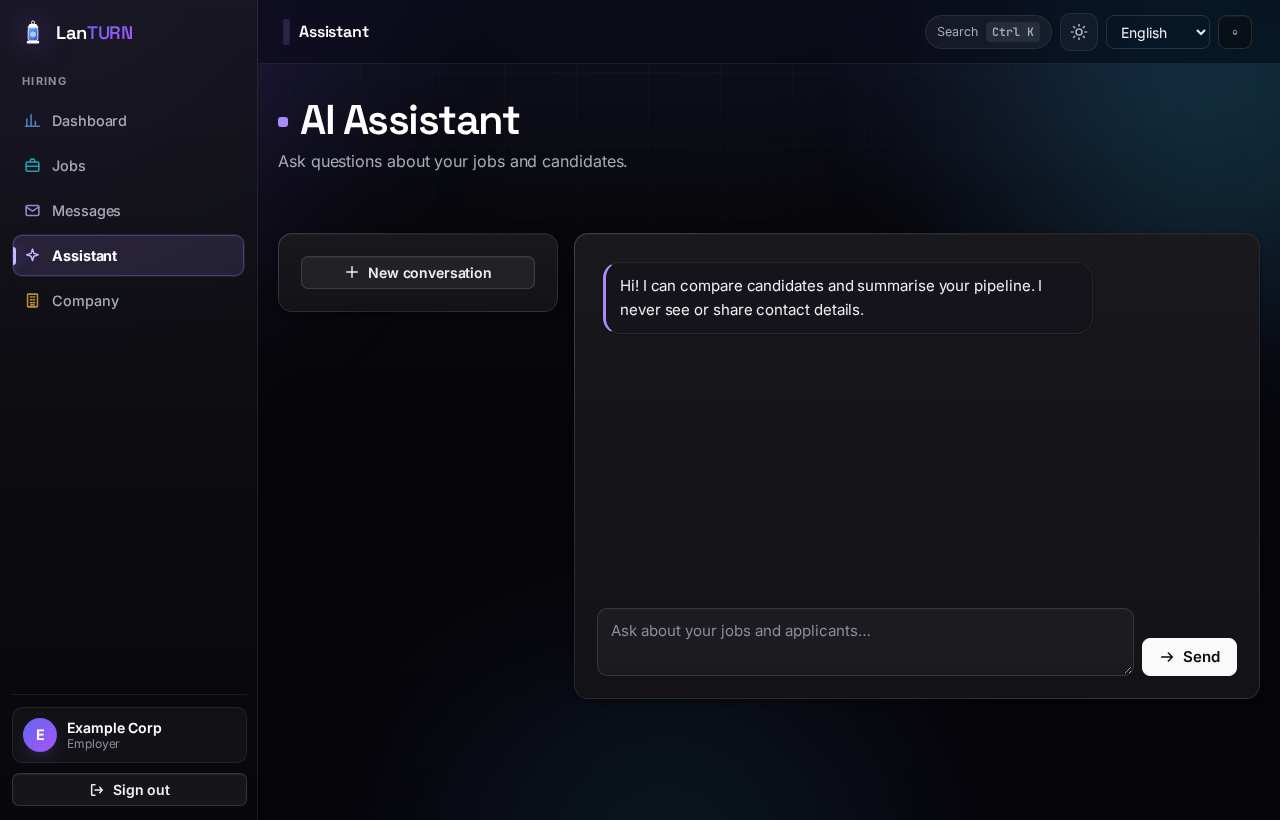 LanTURN
HIRING
Dashboard
Jobs
Messages
Assistant
Company
Example Corp
E
Employer
Sign out
Assistant
Search Ctrl K
English
AI Assistant
Ask questions about your jobs and candidates.
New conversation
Hi! I can compare candidates and summarise your pipeline. I
never see or share contact details.
Ask about your jobs and applicants...
Send